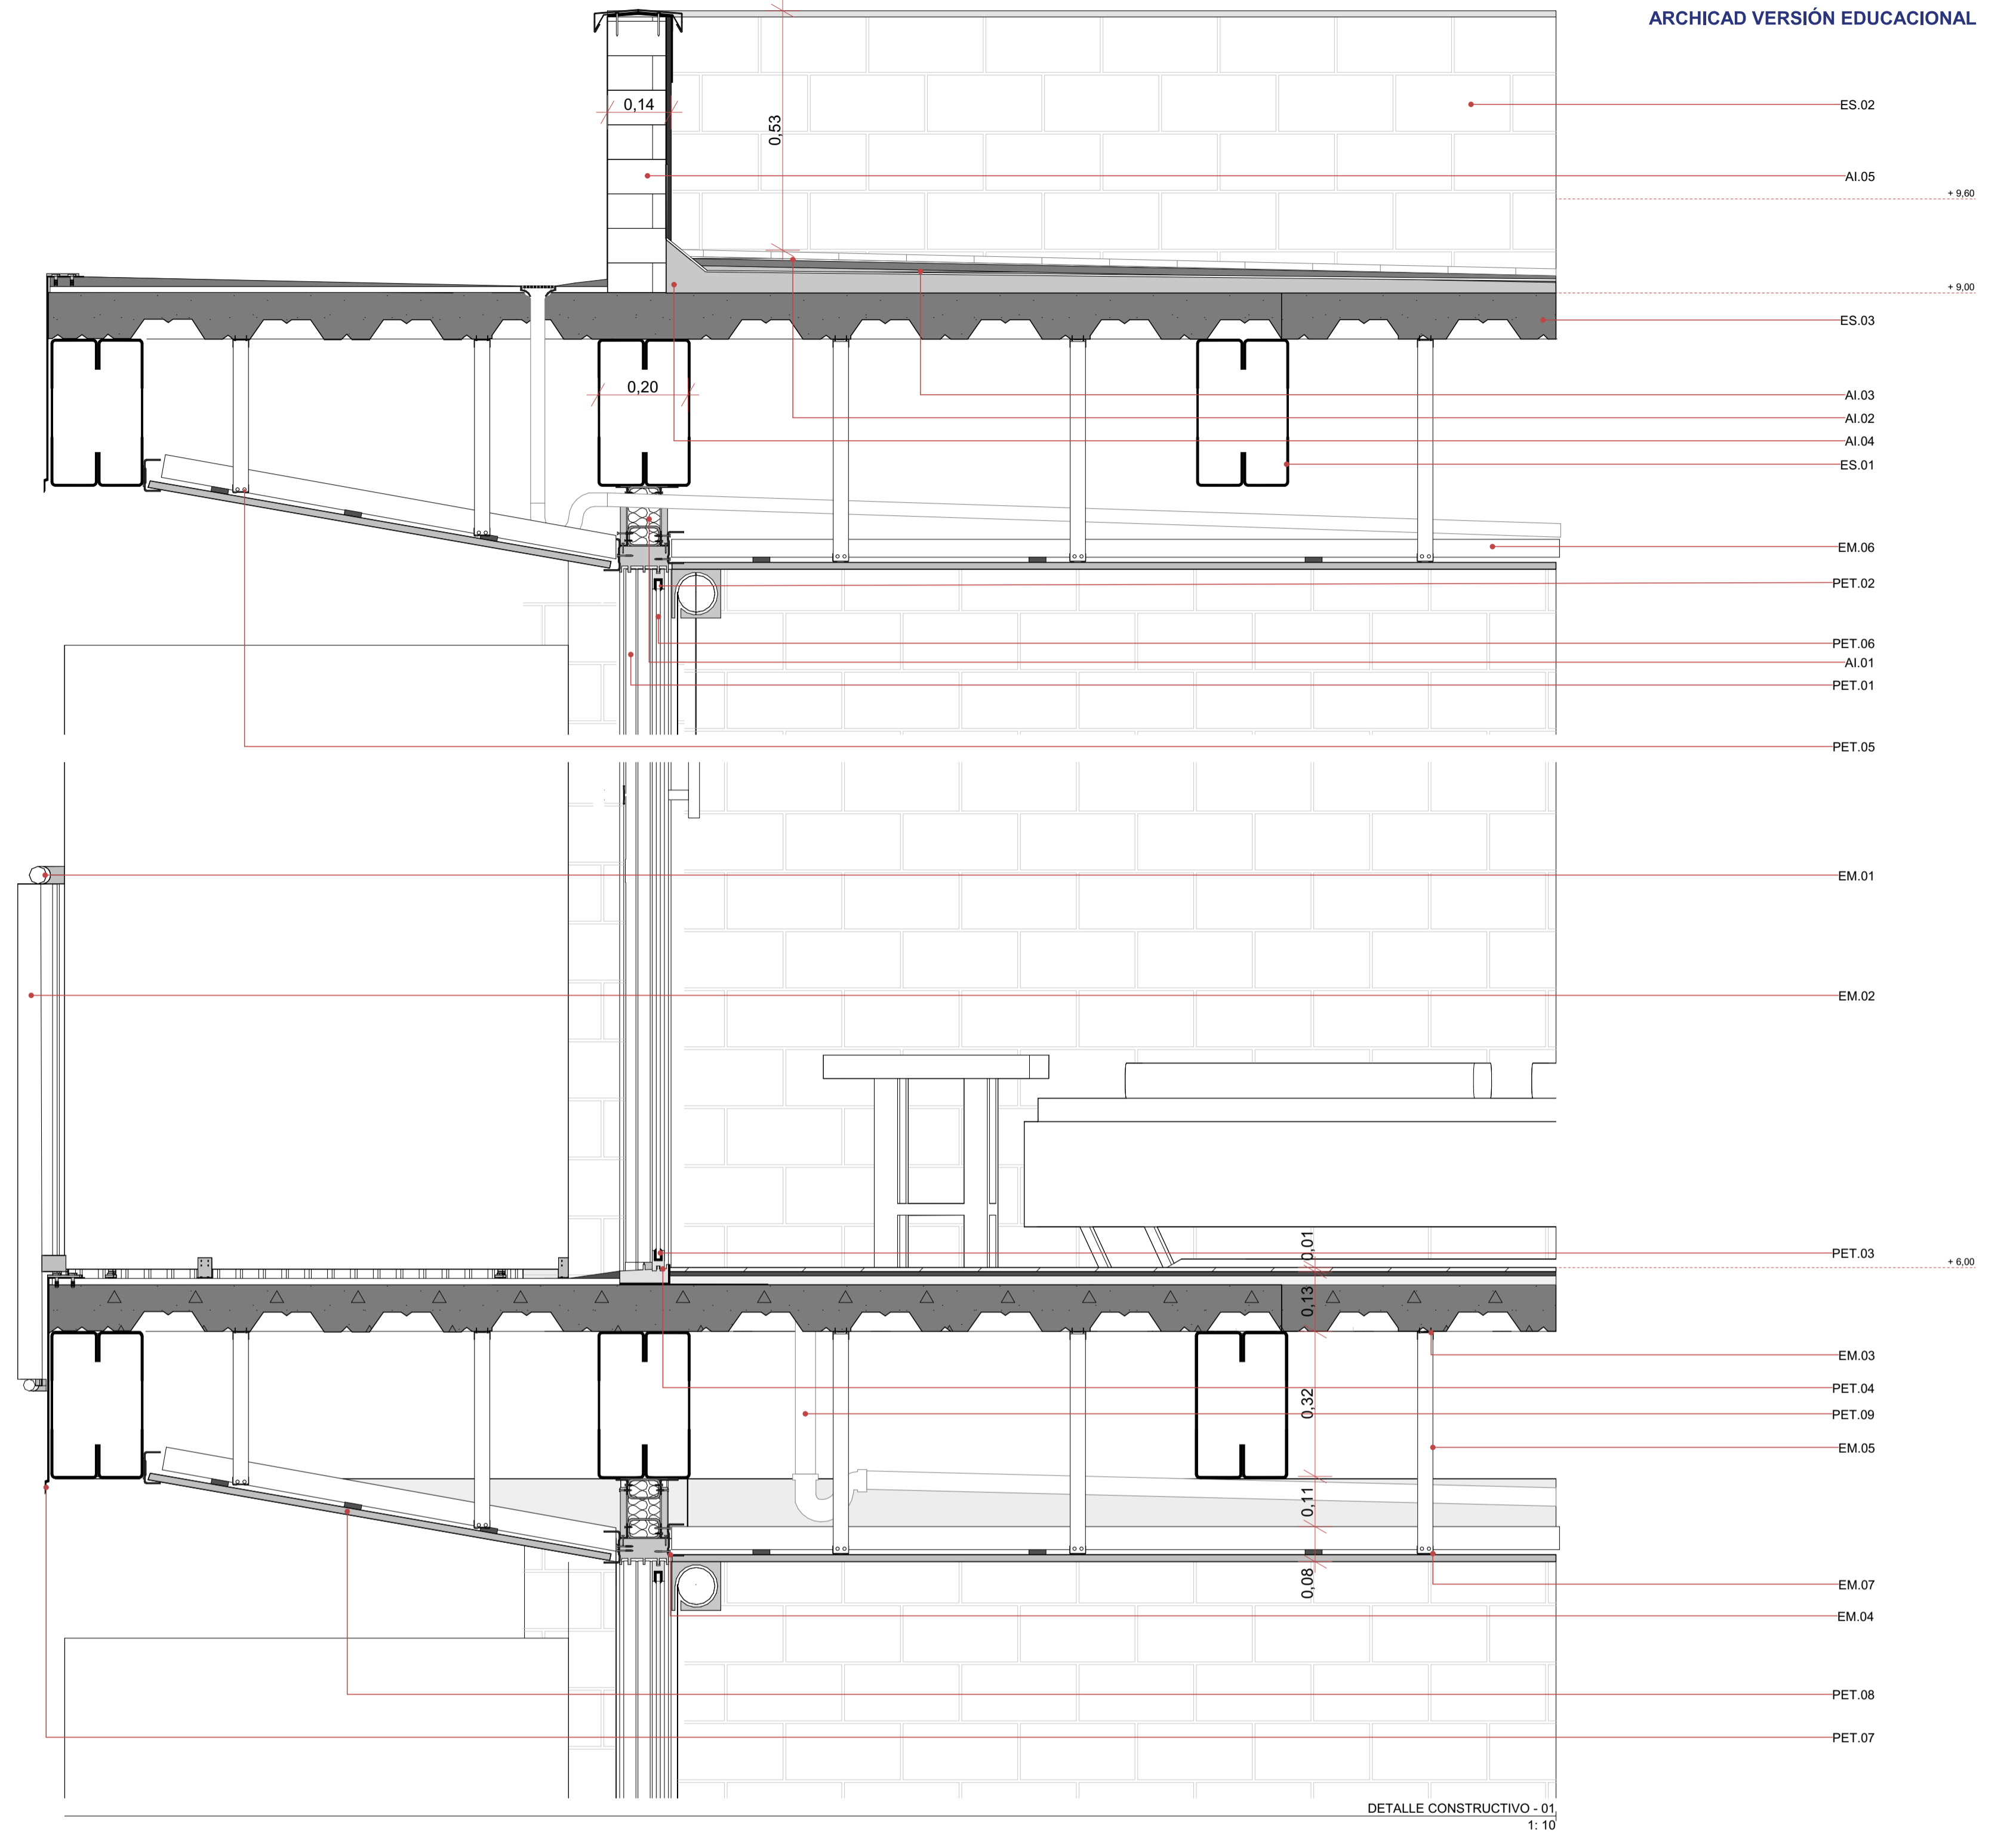 ARCHICAD VERSIÓN EDUCACIONAL
0,14
0,53
ES.02
AI.05
+ 9,60
+ 9,00
ES.03
0,20
AI.03
AI.02
AI.04
ES.01
EM.06
PET.02
PET.06
AI.01
PET.01
PET.05
EM.01
EM.02
0,01
PET.03
+ 6,00
0,13
EM.03
PET.04
0,32
PET.09
EM.05
0,11
0,08
EM.07
EM.04
PET.08
PET.07
DETALLE CONSTRUCTIVO - 01
1: 10